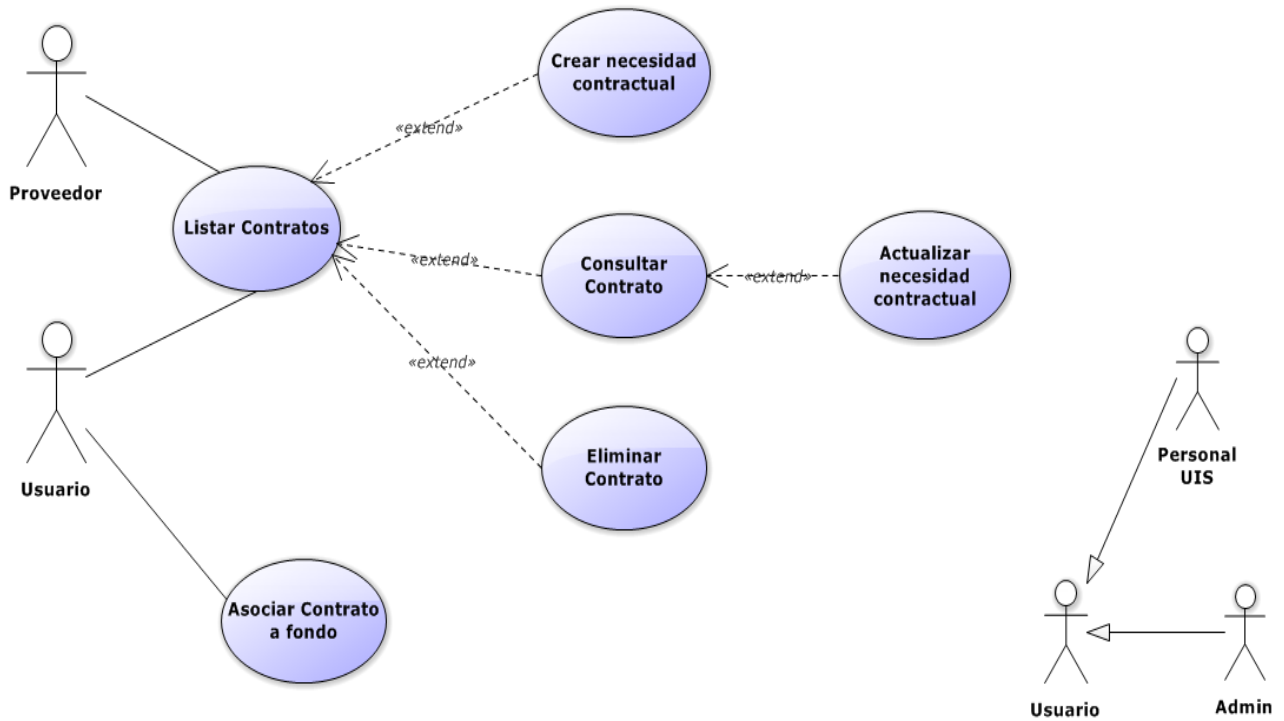 Crear necesidad
contractual
«extend»
Proveedor
Listar Contratos
«extend»
Consultar
Contrato
«extend»
Actualizar
necesidad
contractual
«extend»
Usuario
Eliminar
Contrato
Personal
UIS
Asociar Contrato
a fondo
Usuario
Admin